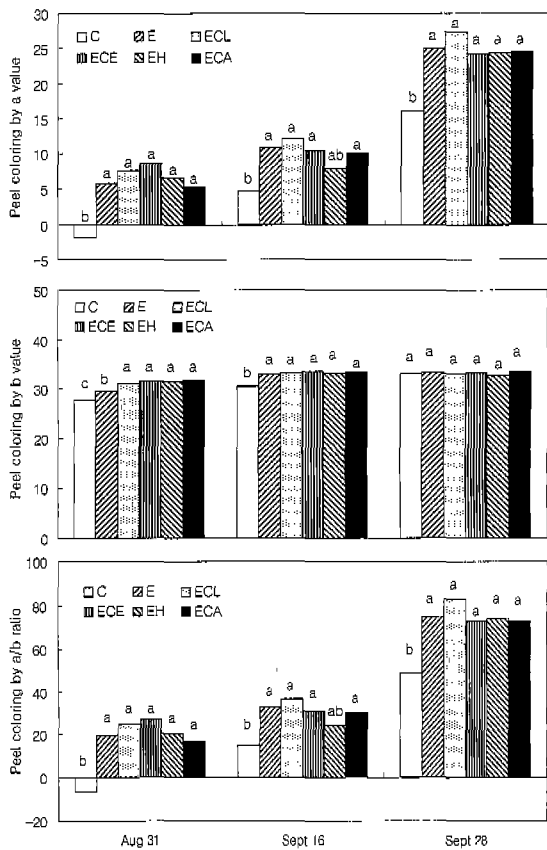 Peel coloring by a value
30
25
20
15
10
5
0
−5
C E ECL
ECE EH ECA
b a a a a a
b a a a ab a
b a a a a a
Peel coloring by b value
50
40
30
20
10
0
C E ECL
ECE EH ECA
c b a a a a
b a a a a a
a a a a a a
Peel coloring by a/b ratio
100
80
60
40
20
0
−20
C E ECL
ECE EH ECA
b a a a a a
b a a a ab a
b a a a a a
Aug 31 Sept 16 Sept 28